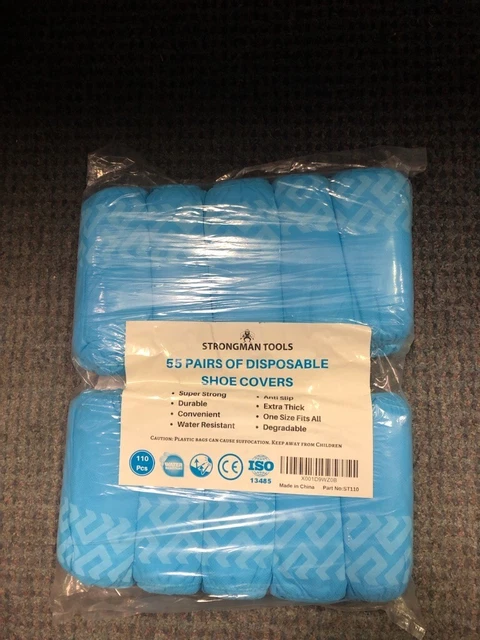 STRONGMAN TOOLS
55 PAIRS OF DISPOSABLE
SHOE COVERS
• Super Strong
• Durable
• Convenient
• Water Resistant
• Anti slip
• Extra Thick
• One Size Fits All
• Degradable
CAUTION: PLASTIC BAGS CAN CAUSE SUFFOCATION. KEEP AWAY FROM CHILDREN
110
Pcs
WATER
CE
ISO
13485
X001D9WZ0B
Made in China Part No:ST110